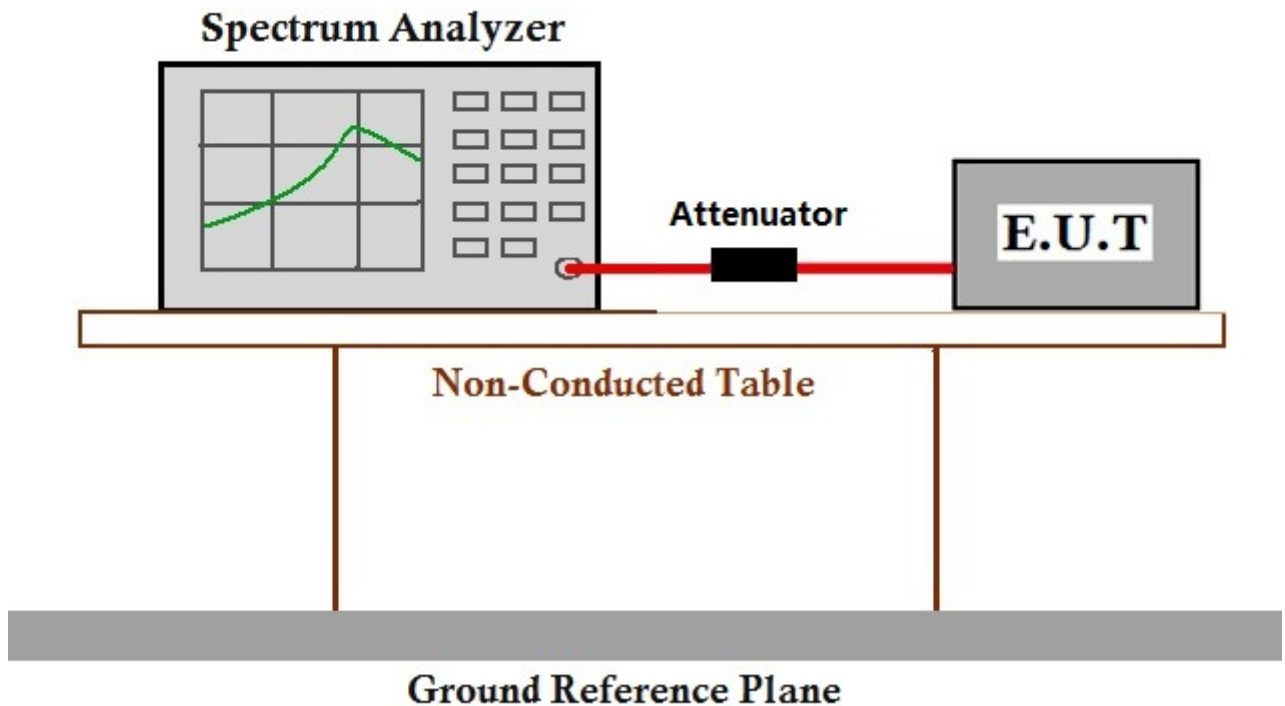 Spectrum Analyzer
Attenuator
E.U.T
Non-Conducted Table
Ground Reference Plane